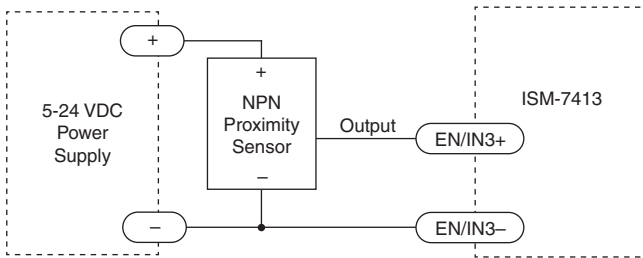 +
5-24 VDC
Power
Supply
–
+
NPN
Proximity
Sensor
–
Output
ISM-7413
EN/IN3+
EN/IN3–